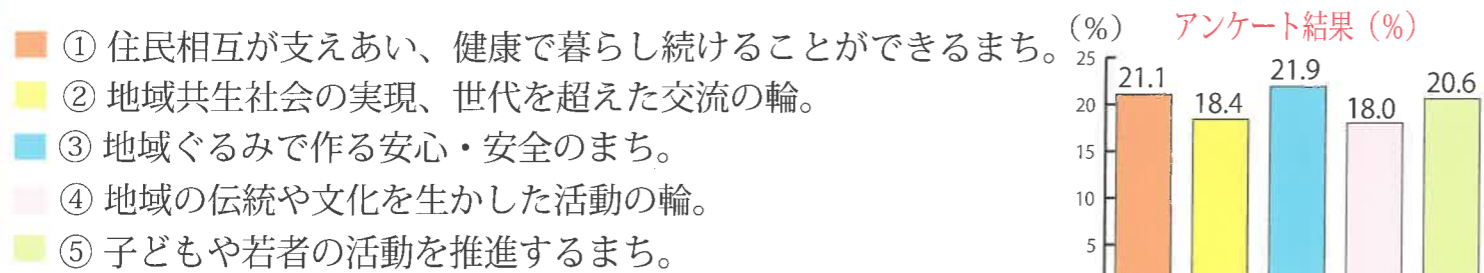 ① 住民相互が支えあい、健康で暮らし続けることができるまち。
② 地域共生社会の実現、世代を超えた交流の輪。
③ 地域ぐるみで作る安心・安全のまち。
④ 地域の伝統や文化を生かした活動の輪。
⑤ 子どもや若者の活動を推進するまち。
(%) アンケート結果(%)
25
21.1 18.4 21.9 18.0 20.6
20
15
10
5